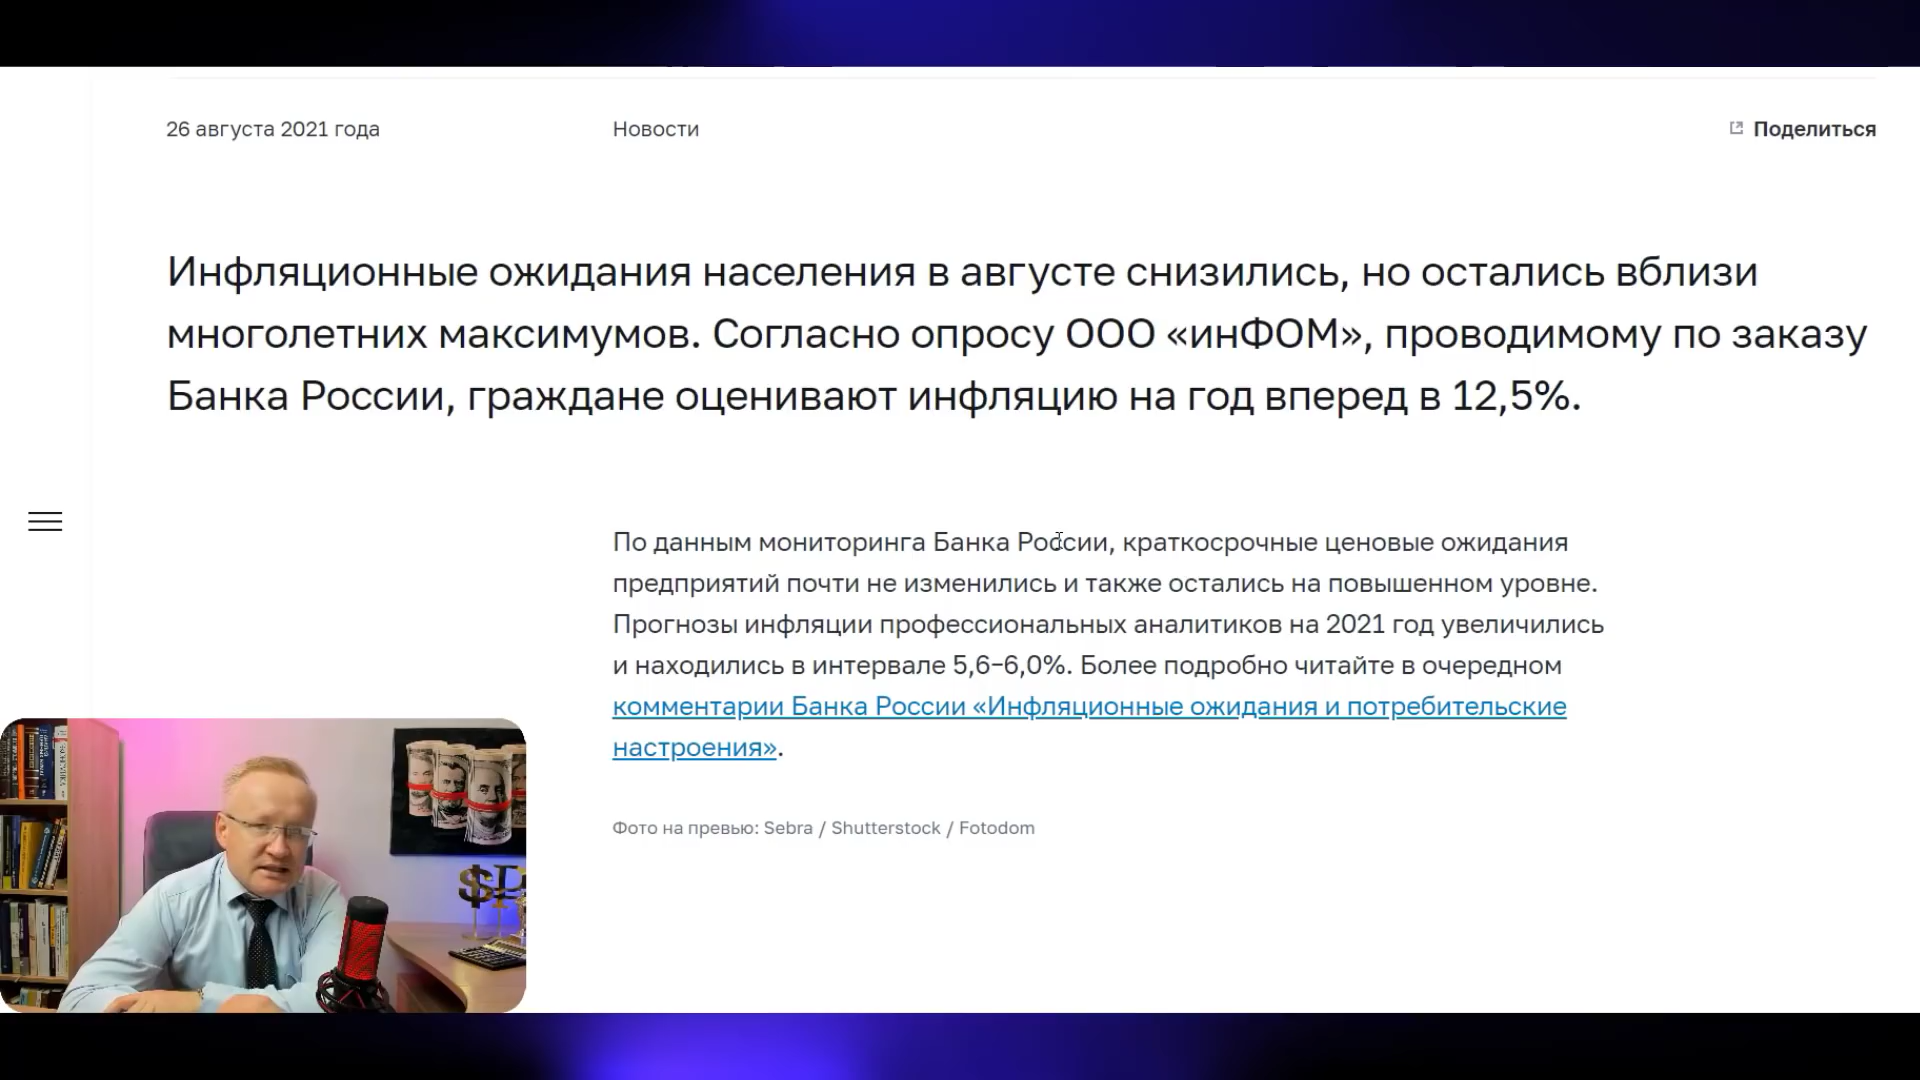 26 августа 2021 года
Новости
Поделиться
Инфляционные ожидания населения в августе снизились, но остались вблизи
многолетних максимумов. Согласно опросу ООО «инФОМ», проводимому по заказу
Банка России, граждане оценивают инфляцию на год вперед в 12,5%.
По данным мониторинга Банка России, краткосрочные ценовые ожидания
предприятий почти не изменились и также остались на повышенном уровне.
Прогнозы инфляции профессиональных аналитиков на 2021 год увеличились
и находились в интервале 5,6–6,0%. Более подробно читайте в очередном
комментарии Банка России «Инфляционные ожидания и потребительские
настроения».
Фото на превью: Sebra / Shutterstock / Fotodom